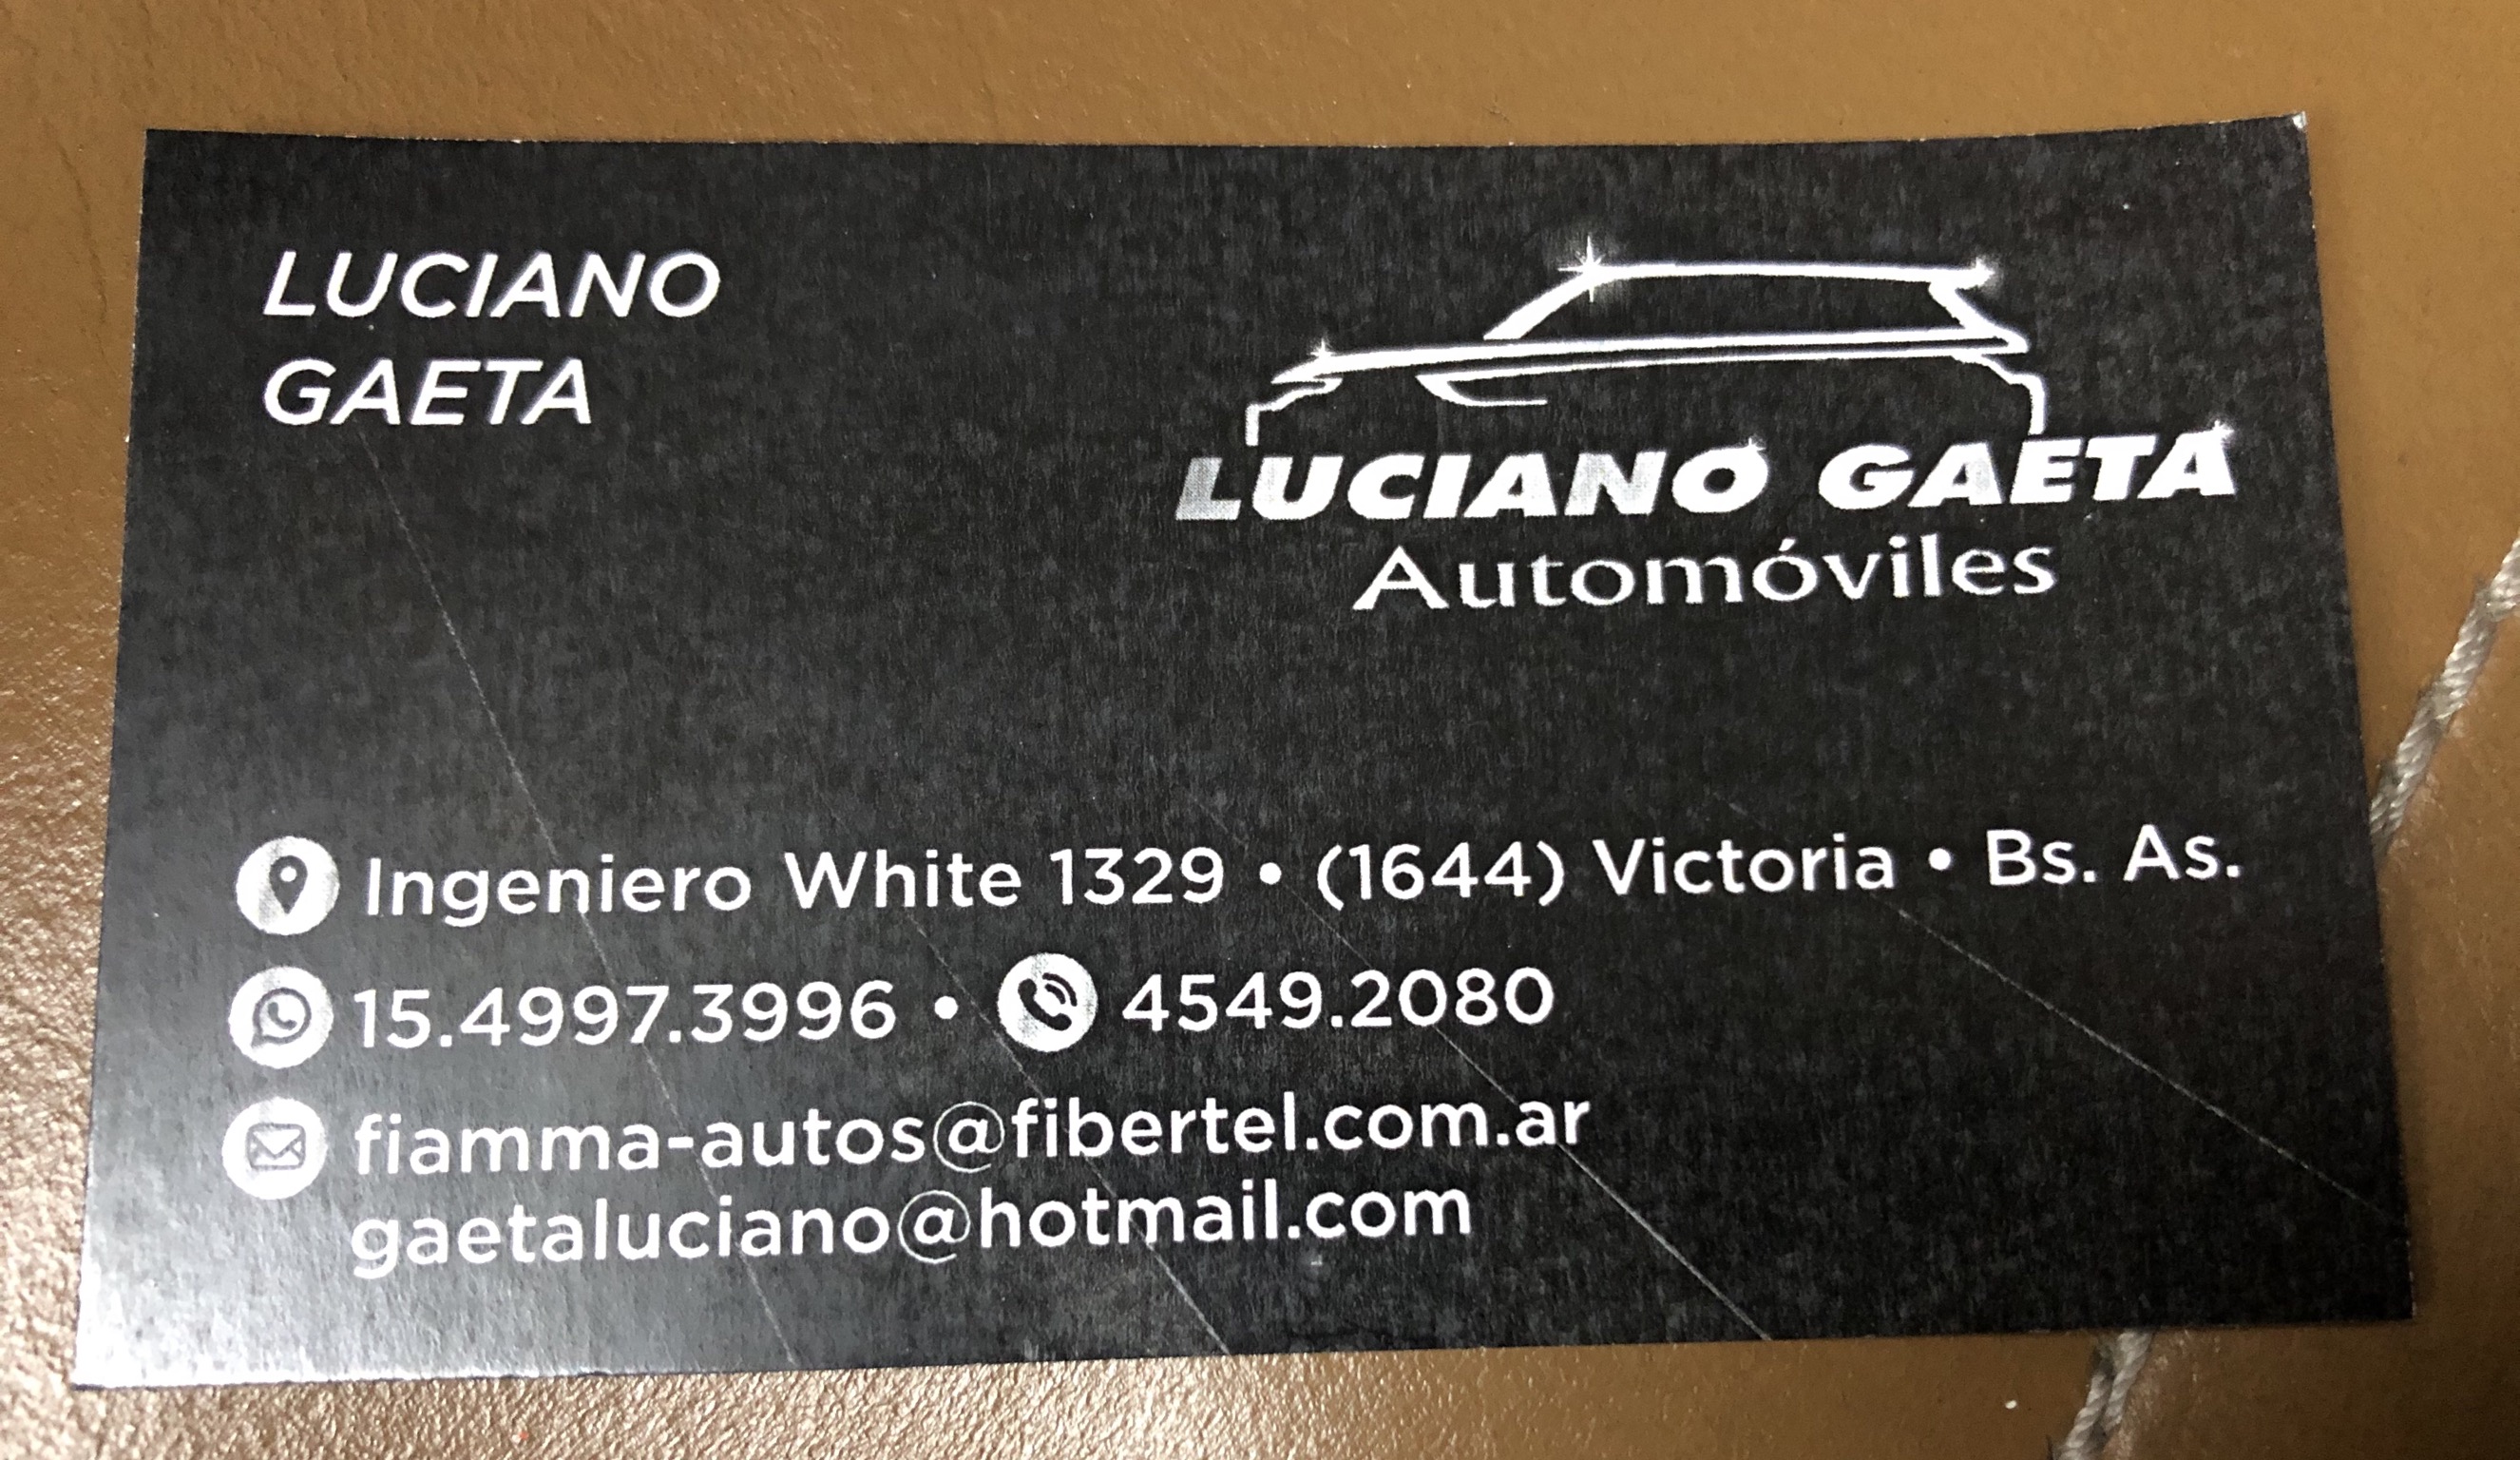 LUCIANO
GAETA
LUCIANO GAETA
Automóviles
Ingeniero White 1329 • (1644) Victoria • Bs. As.
15.4997.3996 • 4549.2080
fiamma-autos@fibertel.com.ar
gaetaluciano@hotmail.com